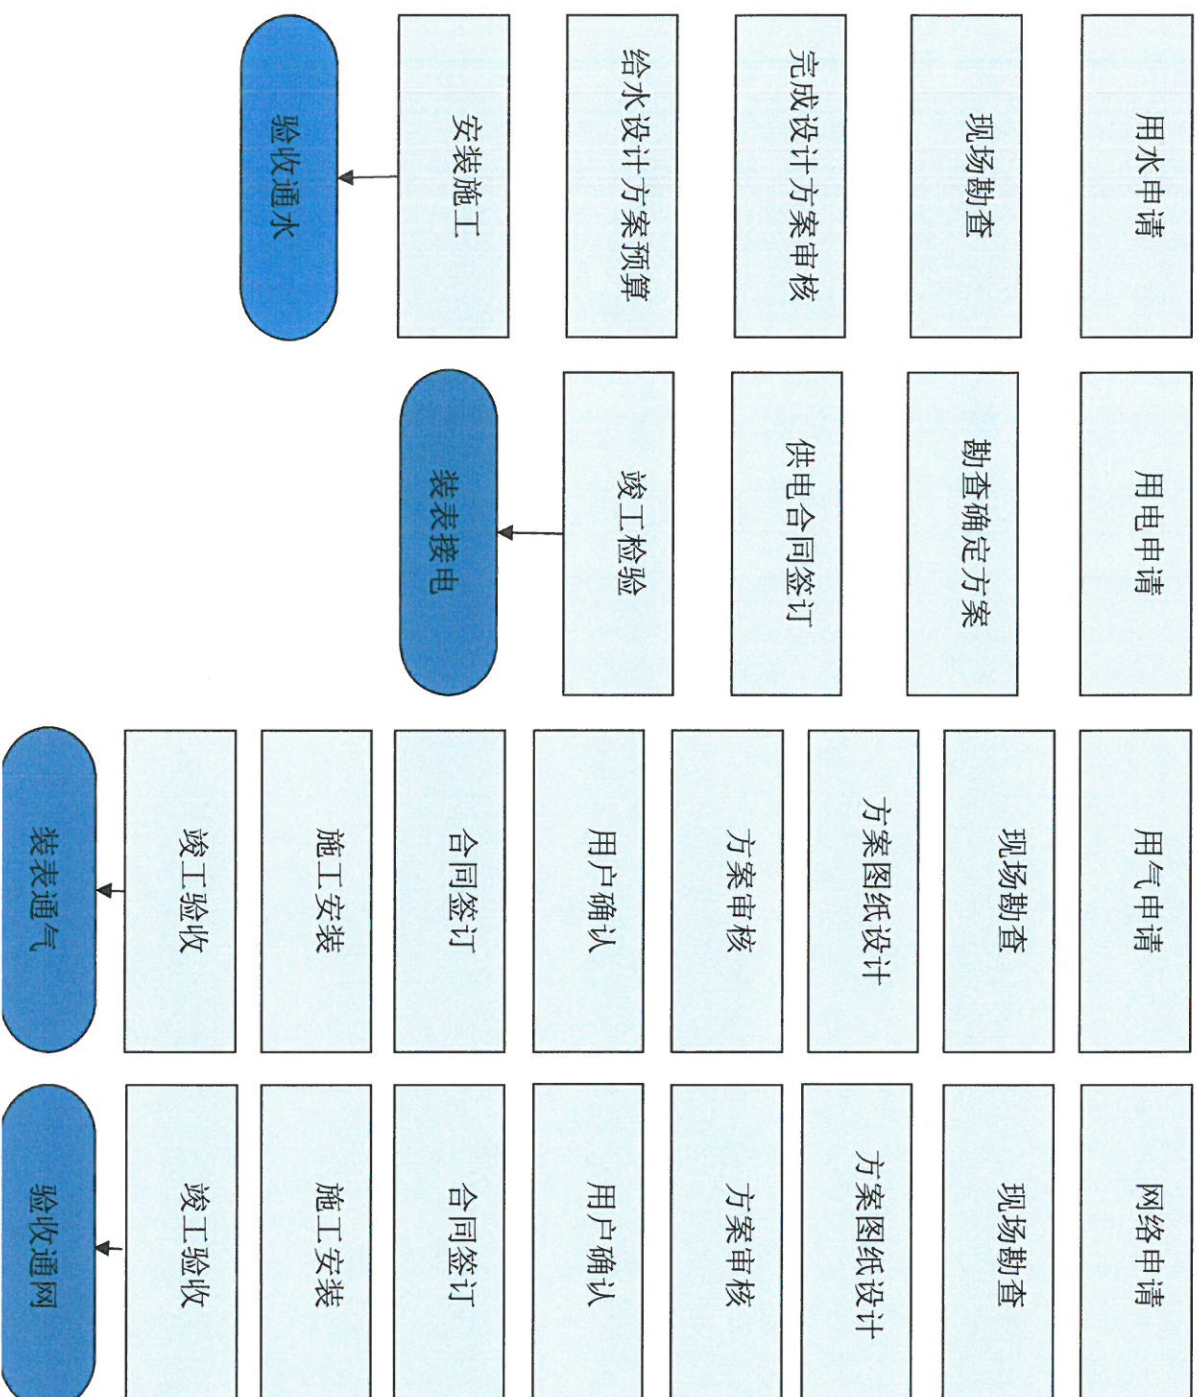 用水申请
现场勘查
完成设计方案审核
给水设计方案预算
安装施工
验收通水
用电申请
勘查确定方案
供电合同签订
竣工检验
装表接电
用气申请
现场勘查
方案图纸设计
方案审核
用户确认
合同签订
施工安装
竣工验收
装表通气
网络申请
现场勘查
方案图纸设计
方案审核
用户确认
合同签订
施工安装
竣工验收
验收通网